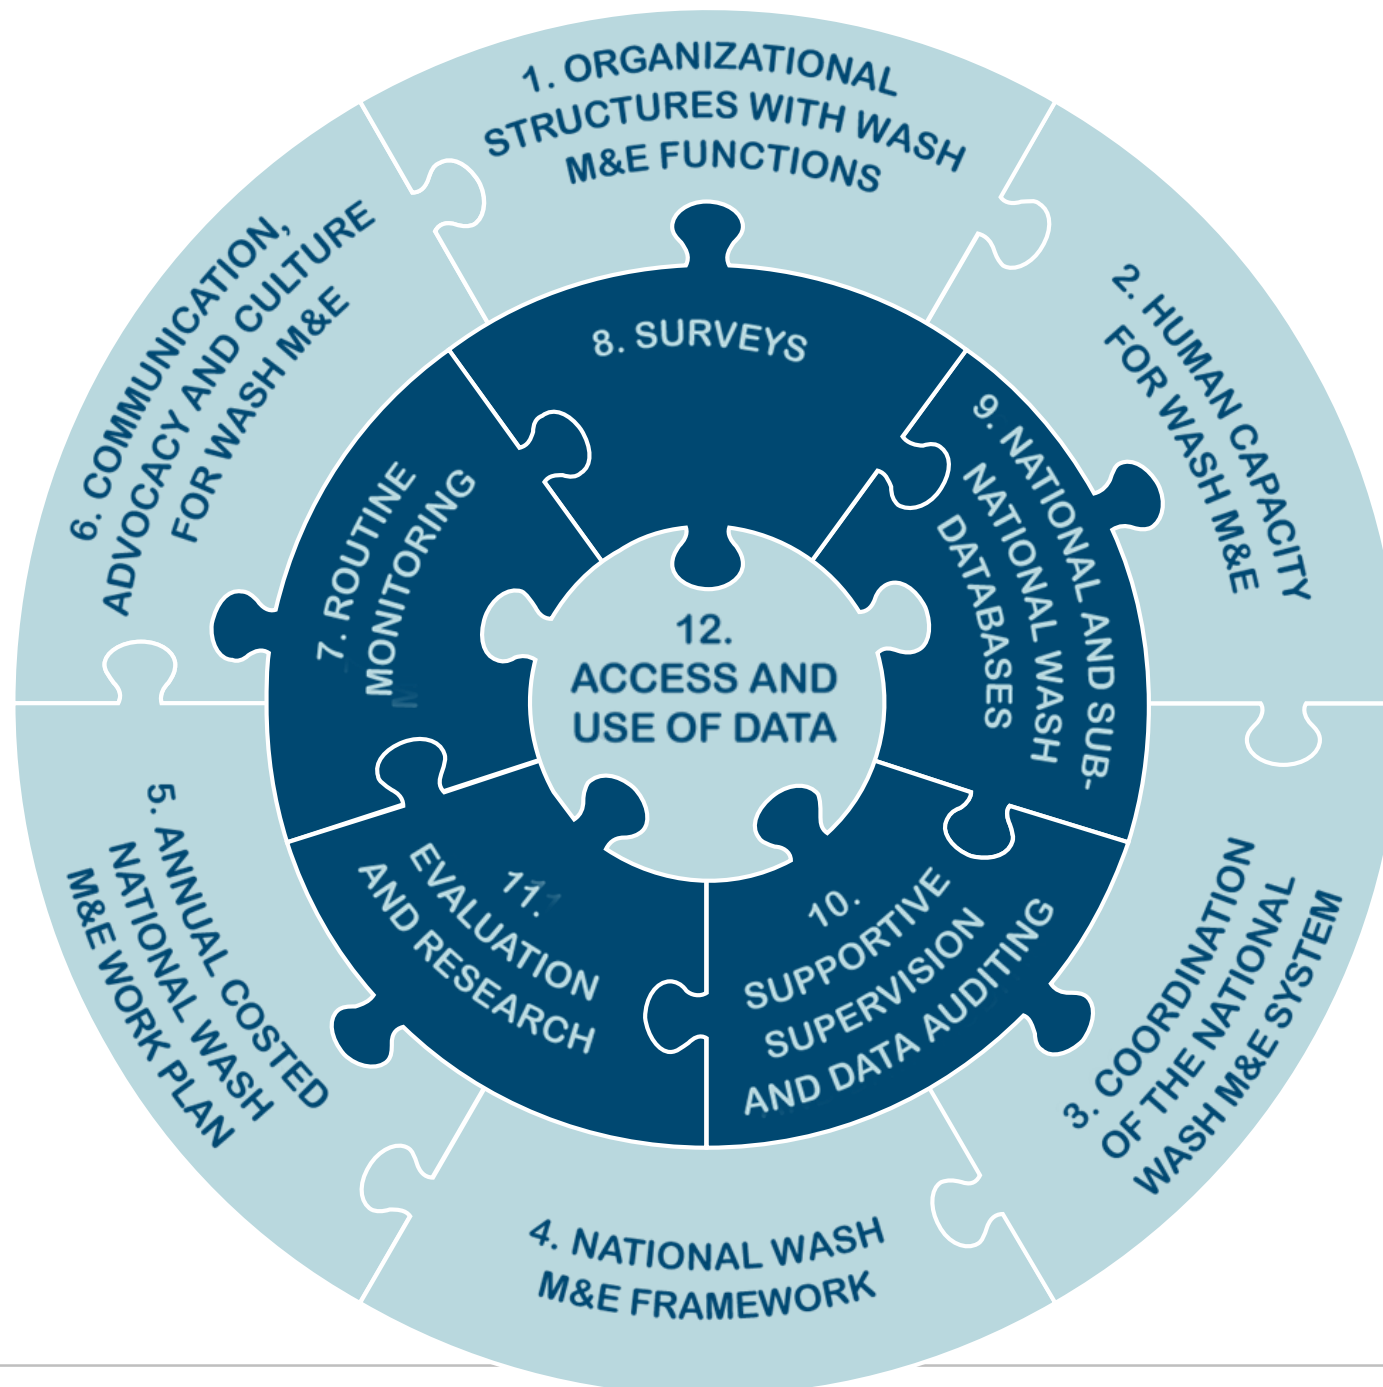 1. ORGANIZATIONAL
STRUCTURES WITH WASH
M&E FUNCTIONS
2. HUMAN CAPACITY
FOR WASH M&E
3. COORDINATION
OF THE NATIONAL
WASH M&E SYSTEM
4. NATIONAL WASH
M&E FRAMEWORK
5. ANNUAL COSTED
NATIONAL WASH
M&E WORK PLAN
6. COMMUNICATION,
ADVOCACY AND CULTURE
FOR WASH M&E
7. ROUTINE
MONITORING
8. SURVEYS
9. NATIONAL AND SUB-
NATIONAL WASH
DATABASES
10.
SUPPORTIVE
SUPERVISION
AND DATA AUDITING
11.
EVALUATION
AND RESEARCH
12.
ACCESS AND
USE OF DATA